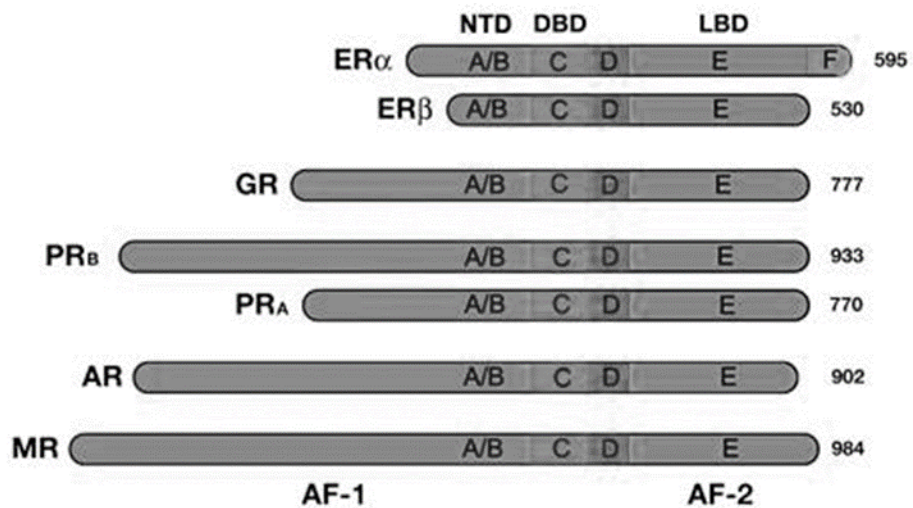 NTD DBD LBD
ERα A/B C D E F 595
ERβ A/B C D E 530
GR A/B C D E 777
PRB A/B C D E 933
PRA A/B C D E 770
AR A/B C D E 902
MR A/B C D E 984
AF-1 AF-2